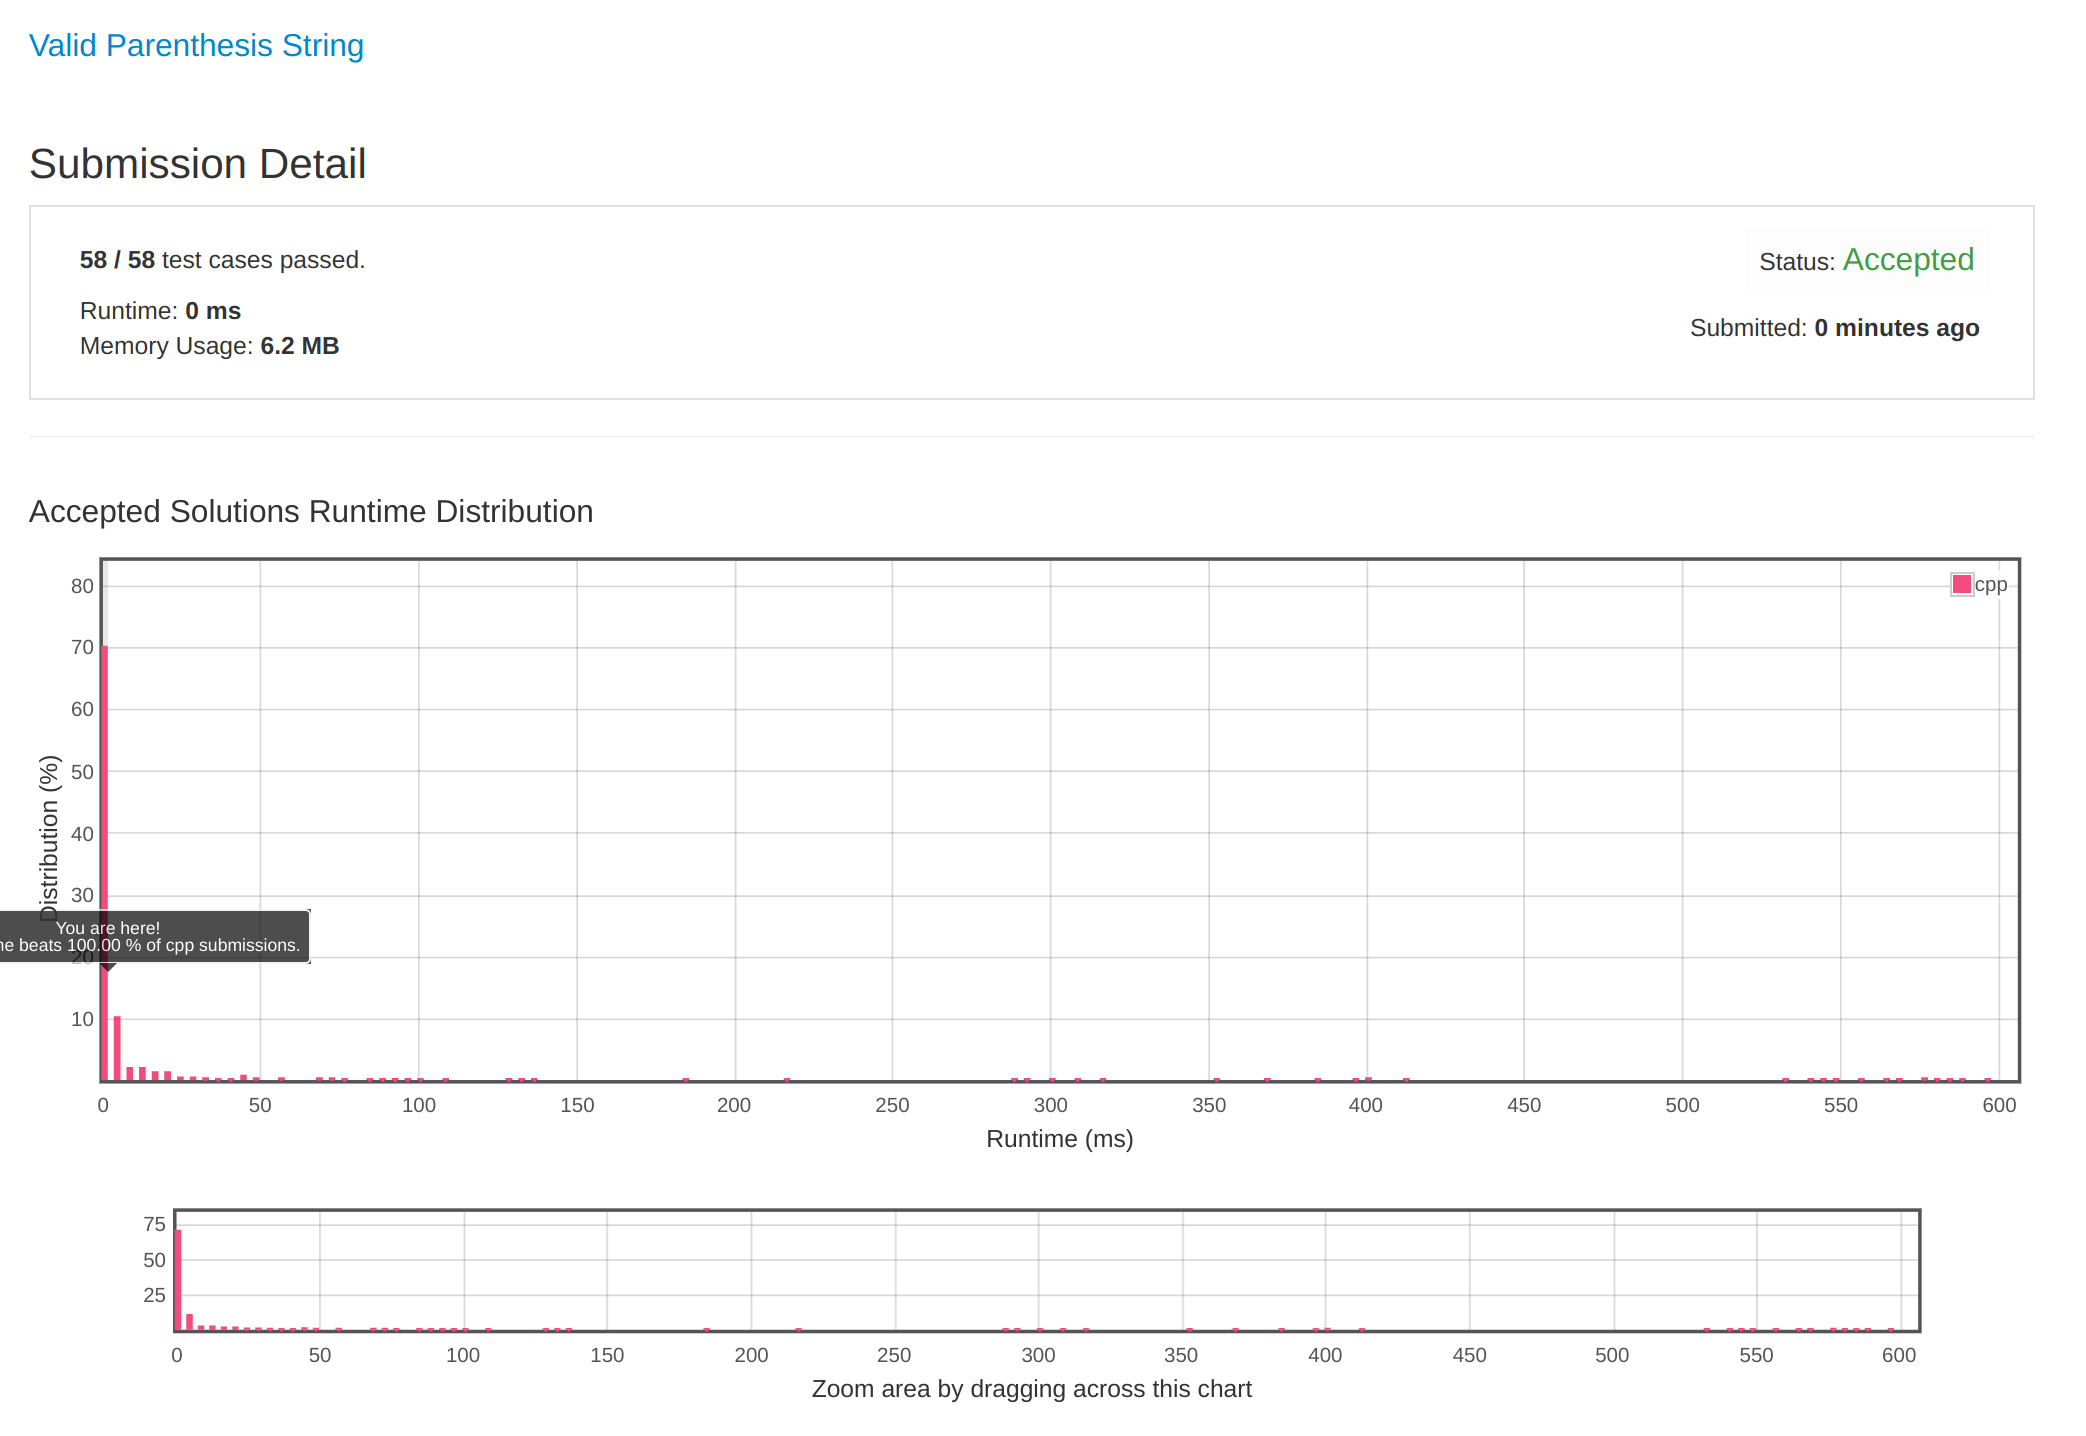 Valid Parenthesis String
Submission Detail
58 / 58 test cases passed.
Status: Accepted
Runtime: 0 ms
Submitted: 0 minutes ago
Memory Usage: 6.2 MB
Accepted Solutions Runtime Distribution
80
70
60
50
40
30
20
10
Distribution (%)
cpp
You are here!
beats 100.00 % of cpp submissions.
0 50 100 150 200 250 300 350 400 450 500 550 600
Runtime (ms)
75
50
25
0 50 100 150 200 250 300 350 400 450 500 550 600
Zoom area by dragging across this chart